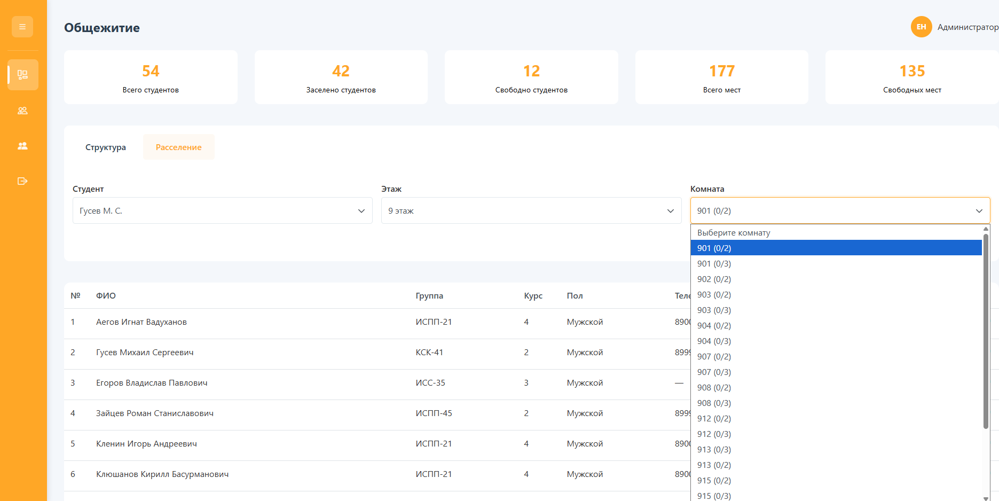 Общежитие
EH Администратор
54
Всего студентов
42
Заселено студентов
12
Свободно студентов
177
Всего мест
135
Свободных мест
Структура Расселение
Студент Этаж Комната
Гусев М. С. 9 этаж 901 (0/2)
Выберите комнату
901 (0/2)
901 (0/3)
902 (0/2)
903 (0/2)
903 (0/3)
904 (0/2)
904 (0/3)
907 (0/2)
907 (0/3)
908 (0/2)
908 (0/3)
912 (0/2)
912 (0/3)
913 (0/3)
913 (0/2)
915 (0/2)
915 (0/3)
№ ФИО Группа Курс Пол Теле
1 Аегов Игнат Вадуханов ИСПП-21 4 Мужской 8900
2 Гусев Михаил Сергеевич КСК-41 2 Мужской 8999
3 Егоров Владислав Павлович ИСС-35 3 Мужской —
4 Зайцев Роман Станиславович ИСПП-45 2 Мужской 8999
5 Кленин Игорь Андреевич ИСПП-21 4 Мужской 8900
6 Клюшанов Кирилл Басурманович ИСПП-21 4 Мужской 8900